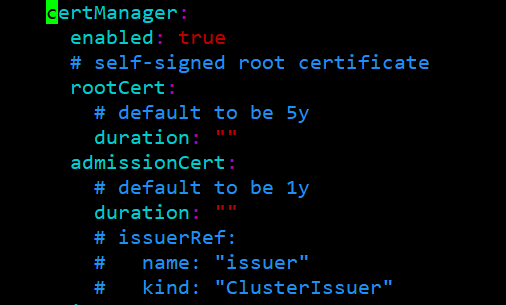 certManager:
  enabled: true
  # self-signed root certificate
  rootCert:
    # default to be 5y
    duration: ""
  admissionCert:
    # default to be 1y
    duration: ""
    # issuerRef:
    #   name: "issuer"
    #   kind: "ClusterIssuer"